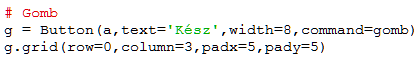 # Gomb
g = Button(a,text='Kész',width=8,command=gomb)
g.grid(row=0,column=3,padx=5,pady=5)